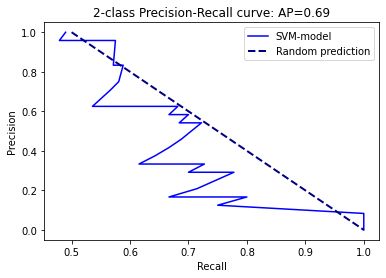 2-class Precision-Recall curve: AP=0.69
SVM-model
Random prediction
Precision
1.0
0.8
0.6
0.4
0.2
0.0
0.5 0.6 0.7 0.8 0.9 1.0
Recall